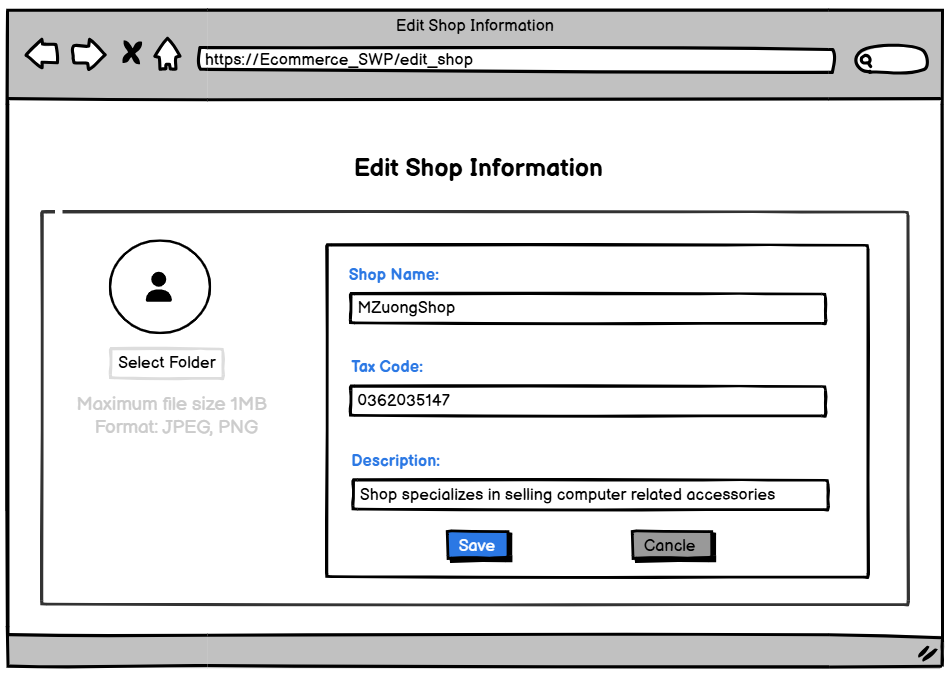 Edit Shop Information
https://Ecommerce_SWP/edit_shop
Edit Shop Information
Select Folder
Maximum file size 1MB
Format: JPEG, PNG
Shop Name:
MZuongShop
Tax Code:
0362035147
Description:
Shop specializes in selling computer related accessories
Save
Cancle